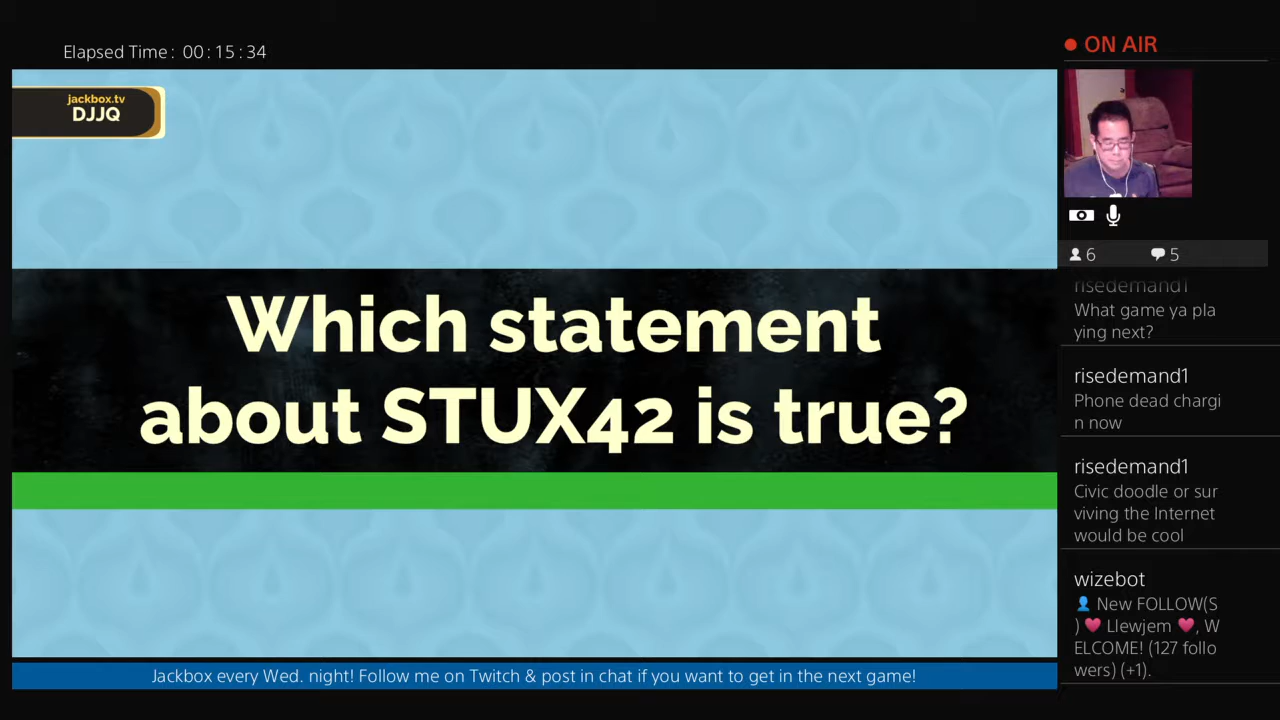 Elapsed Time: 00:15:34
ON AIR
jackbox.tv
DJJQ
6
5
Which statement
about STUX42 is true?
risedemand1
What game ya pla
ying next?
risedemand1
Phone dead chargi
n now
risedemand1
Civic doodle or sur
viving the Internet
would be cool
wizebot
👤 New FOLLOW(S
) 💗 Llewjem 💗, W
ELCOME! (127 follo
wers) (+1).
Jackbox every Wed. night! Follow me on Twitch & post in chat if you want to get in the next game!